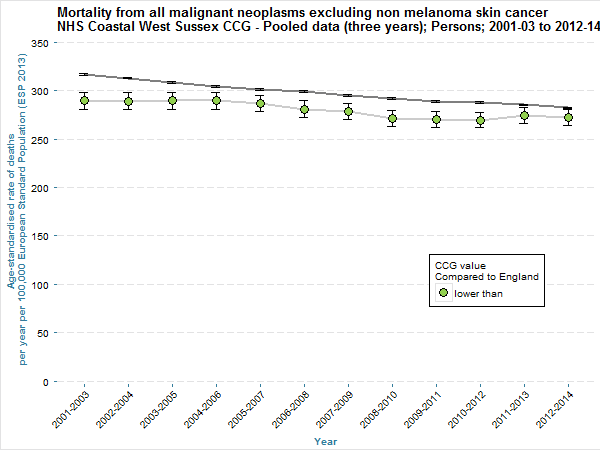 Mortality from all malignant neoplasms excluding non melanoma skin cancer
NHS Coastal West Sussex CCG - Pooled data (three years); Persons; 2001-03 to 2012-14
Age-standardised rate of deaths
per year per 100,000 European Standard Population (ESP 2013)
350
300
250
200
150
100
50
0
CCG value
Compared to England
lower than
2001-2003
2002-2004
2003-2005
2004-2006
2005-2007
2006-2008
2007-2009
2008-2010
2009-2011
2010-2012
2011-2013
2012-2014
Year